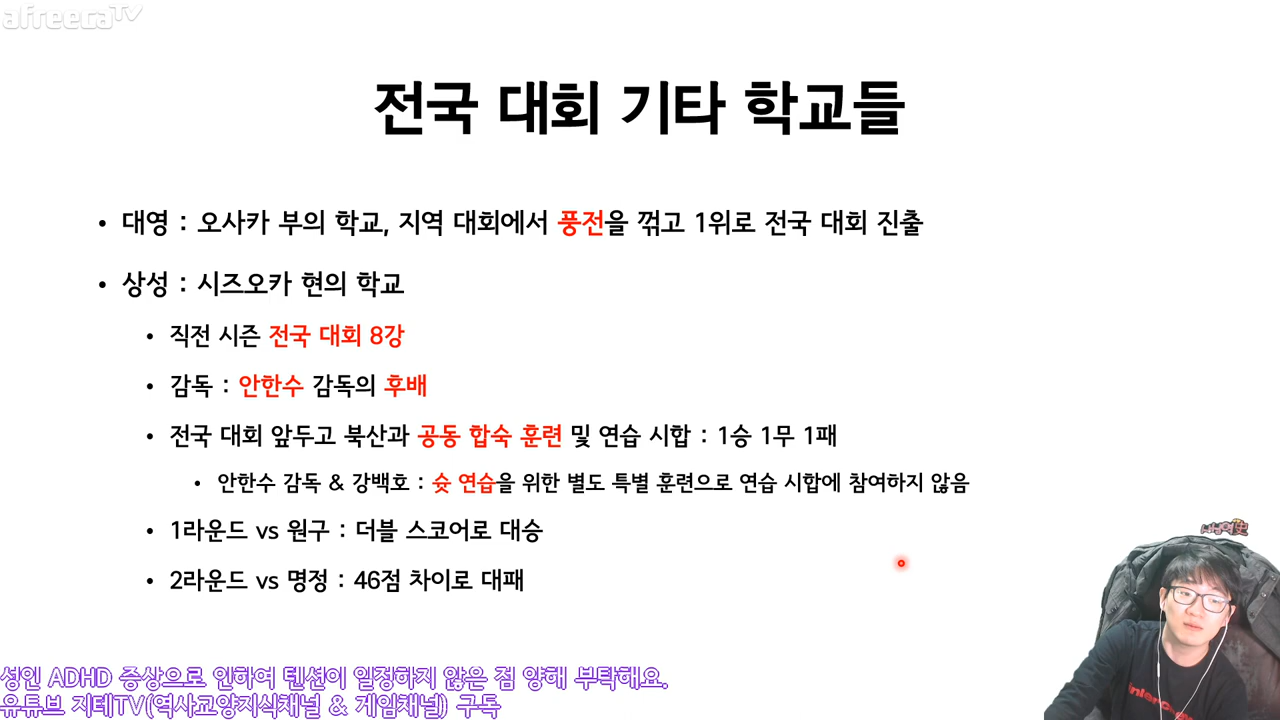 afreecaTV
전국 대회 기타 학교들
• 대영 : 오사카 부의 학교, 지역 대회에서 풍전을 꺾고 1위로 전국 대회 진출
• 상성 : 시즈오카 현의 학교
• 직전 시즌 전국 대회 8강
• 감독 : 안한수 감독의 후배
• 전국 대회 앞두고 북산과 공동 합숙 훈련 및 연습 시합 : 1승 1무 1패
• 안한수 감독 & 강백호 : 슛 연습을 위한 별도 특별 훈련으로 연습 시합에 참여하지 않음
• 1라운드 vs 원구 : 더블 스코어로 대승
• 2라운드 vs 명정 : 46점 차이로 대패
성인 ADHD 증상으로 인하여 텐션이 일정하지 않은 점 양해 부탁해요.
유튜브 지테TV(역사교양지식채널 & 게임채널) 구독